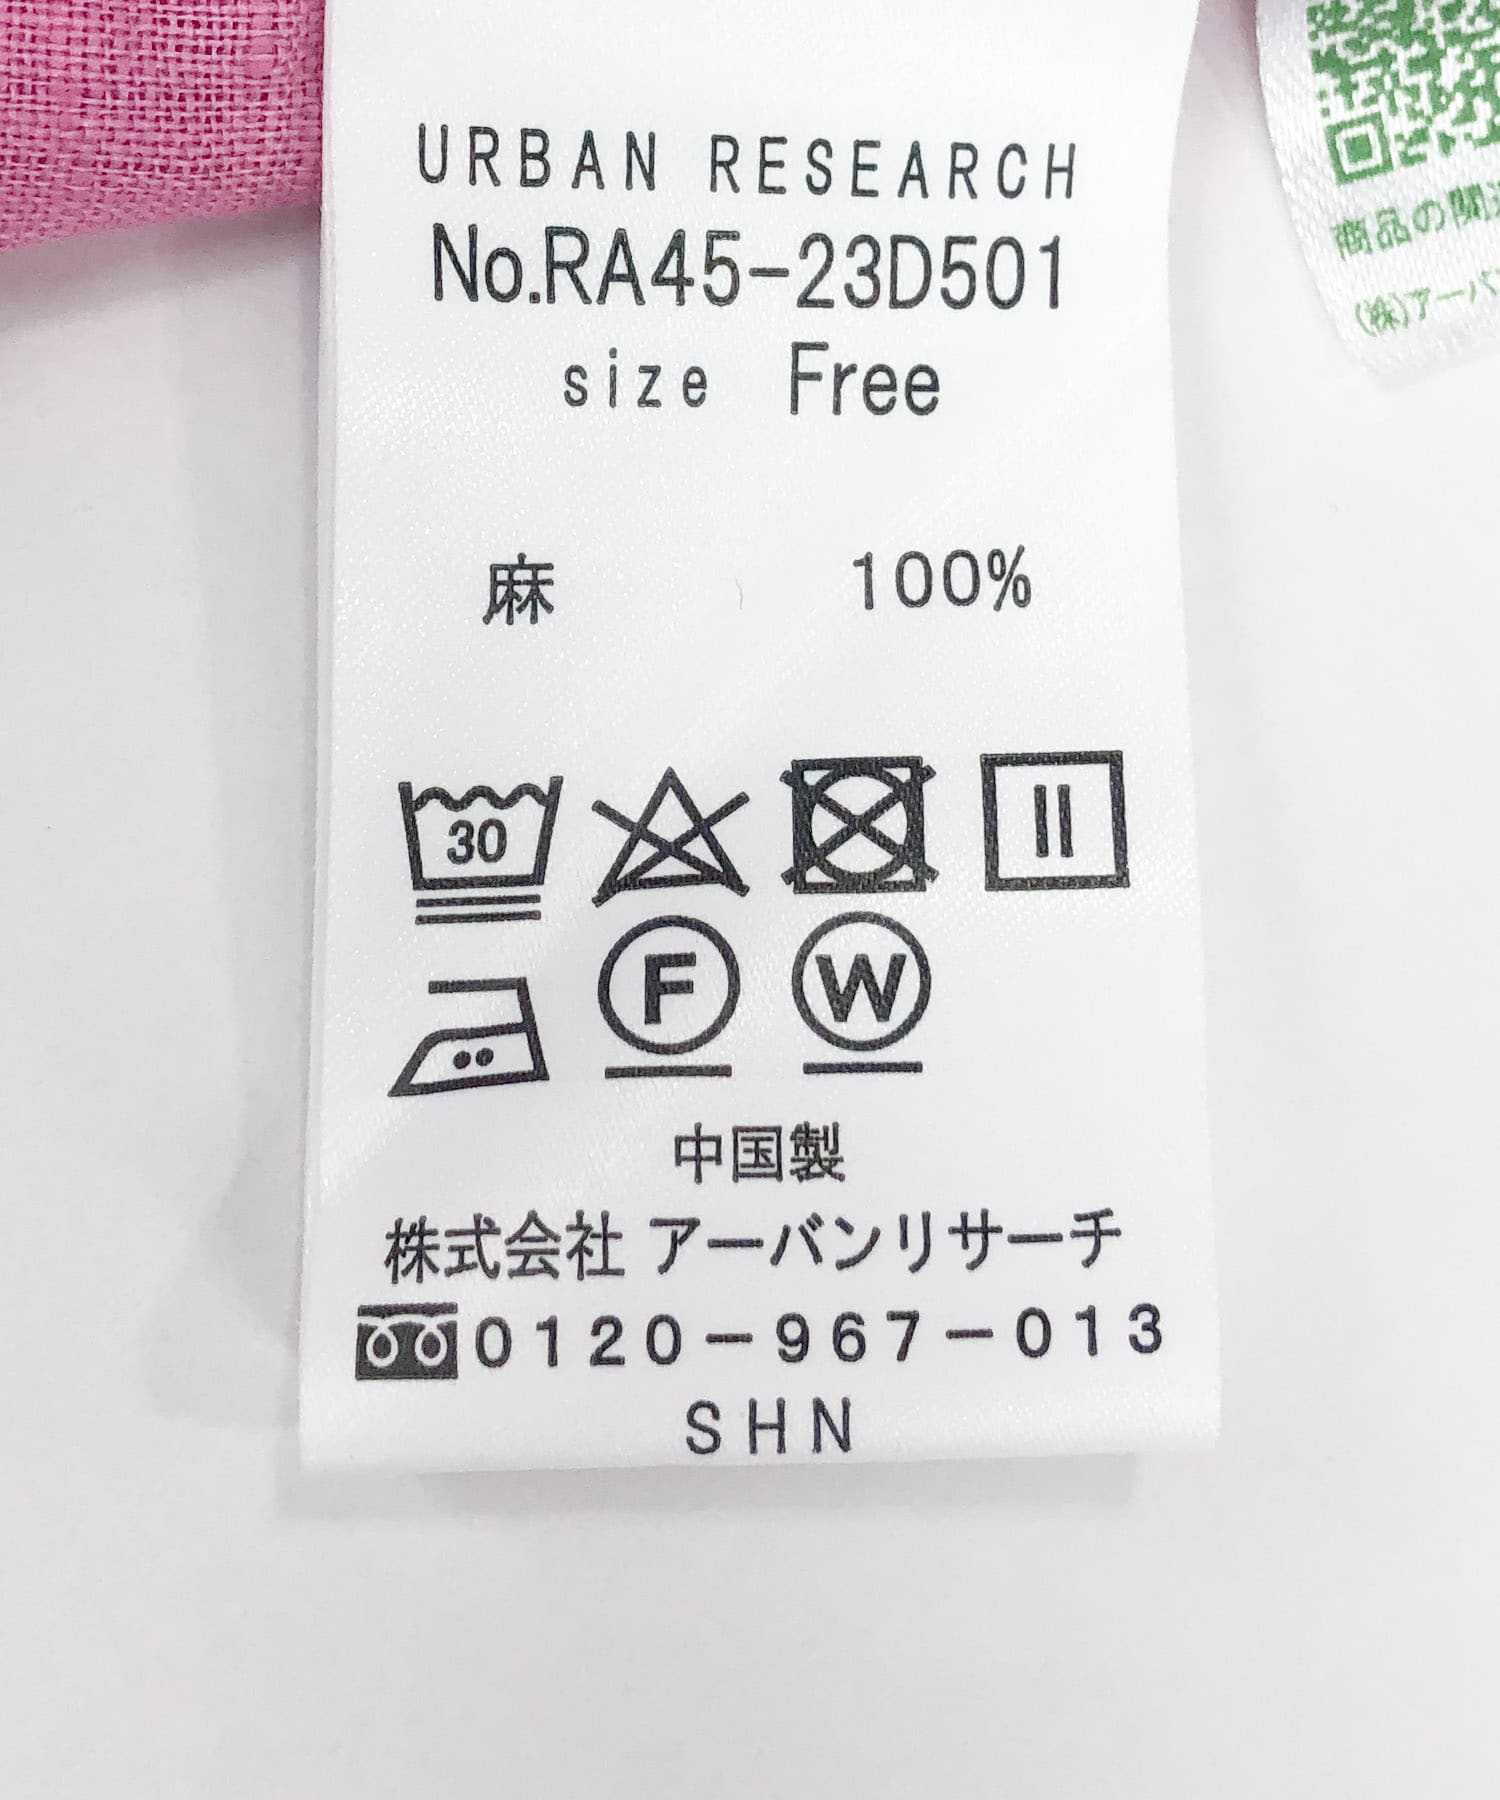 URBAN RESEARCH
No.RA45-23D501
size Free
麻 100%
30
F W
中国製
株式会社 アーバンリサーチ
0120-967-013
SHN
商品の関
(株)アーバ